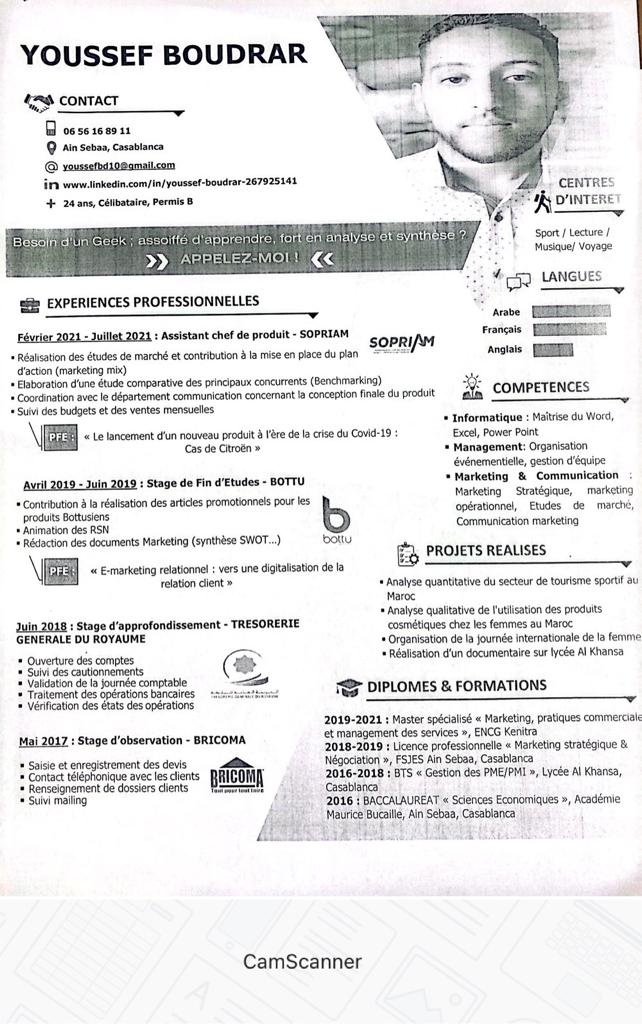 YOUSSEF BOUDRAR
CONTACT
06 56 16 89 11
Ain Sebaa, Casablanca
@ youssefbd10@gmail.com
in www.linkedin.com/in/youssef-boudrar-267925141
+ 24 ans, Célibataire, Permis B
Besoin d'un Geek ; assoiffé d'apprendre, fort en analyse et synthèse ?
APPELEZ-MOI !
CENTRES
D'INTERET
Sport / Lecture /
Musique/ Voyage
LANGUES
Arabe
Français
Anglais
EXPERIENCES PROFESSIONNELLES
Février 2021 - Juillet 2021 : Assistant chef de produit - SOPRIAM
SOPRIAM
▪ Réalisation des études de marché et contribution à la mise en place du plan
d'action (marketing mix)
▪ Elaboration d'une étude comparative des principaux concurrents (Benchmarking)
▪ Coordination avec le département communication concernant la conception finale du produit
▪ Suivi des budgets et des ventes mensuelles
PFE : « Le lancement d'un nouveau produit à l'ère de la crise du Covid-19 :
Cas de Citroën »
Avril 2019 - Juin 2019 : Stage de Fin d'Etudes - BOTTU
▪ Contribution à la réalisation des articles promotionnels pour les
produits Bottusiens
▪ Animation des RSN
▪ Rédaction des documents Marketing (synthèse SWOT...)
bottu
PFE : « E-marketing relationnel : vers une digitalisation de la
relation client »
Juin 2018 : Stage d'approfondissement - TRESORERIE
GENERALE DU ROYAUME
▪ Ouverture des comptes
▪ Suivi des cautionnements
▪ Validation de la journée comptable
▪ Traitement des opérations bancaires
▪ Vérification des états des opérations
Mai 2017 : Stage d'observation - BRICOMA
▪ Saisie et enregistrement des devis
▪ Contact téléphonique avec les clients
▪ Renseignement de dossiers clients
▪ Suivi mailing
BRICOMA
Tout pour tout faire
COMPETENCES
▪ Informatique : Maîtrise du Word,
Excel, Power Point
▪ Management: Organisation
événementielle, gestion d'équipe
▪ Marketing & Communication :
Marketing Stratégique, marketing
opérationnel, Etudes de marché,
Communication marketing
PROJETS REALISES
▪ Analyse quantitative du secteur de tourisme sportif au
Maroc
▪ Analyse qualitative de l'utilisation des produits
cosmétiques chez les femmes au Maroc
▪ Organisation de la journée internationale de la femme
▪ Réalisation d'un documentaire sur lycée Al Khansa
DIPLOMES & FORMATIONS
2019-2021 : Master spécialisé « Marketing, pratiques commerciale
et management des services », ENCG Kenitra
2018-2019 : Licence professionnelle « Marketing stratégique &
Négociation », FSJES Ain Sebaa, Casablanca
2016-2018 : BTS « Gestion des PME/PMI », Lycée Al Khansa,
Casablanca
2016 : BACCALAUREAT « Sciences Economiques », Académie
Maurice Bucaille, Ain Sebaa, Casablanca
CamScanner